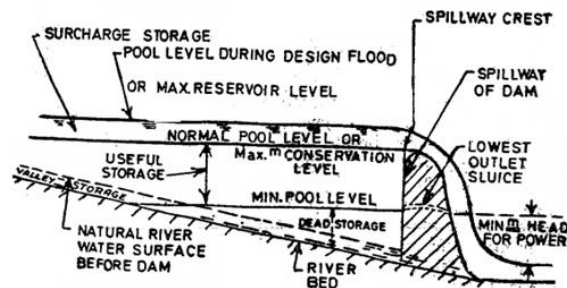 SPILLWAY CREST
SURCHARGE STORAGE
POOL LEVEL DURING DESIGN FLOOD
OR MAX. RESERVOIR LEVEL
SPILLWAY
OF DAM
NORMAL POOL LEVEL OR
Max.m CONSERVATION
LEVEL
USEFUL
STORAGE
LOWEST
OUTLET
SLUICE
MIN. POOL LEVEL
VALLEY STORAGE
DEAD STORAGE
MINm HEAD
FOR POWER
NATURAL RIVER
WATER SURFACE
BEFORE DAM
RIVER
BED